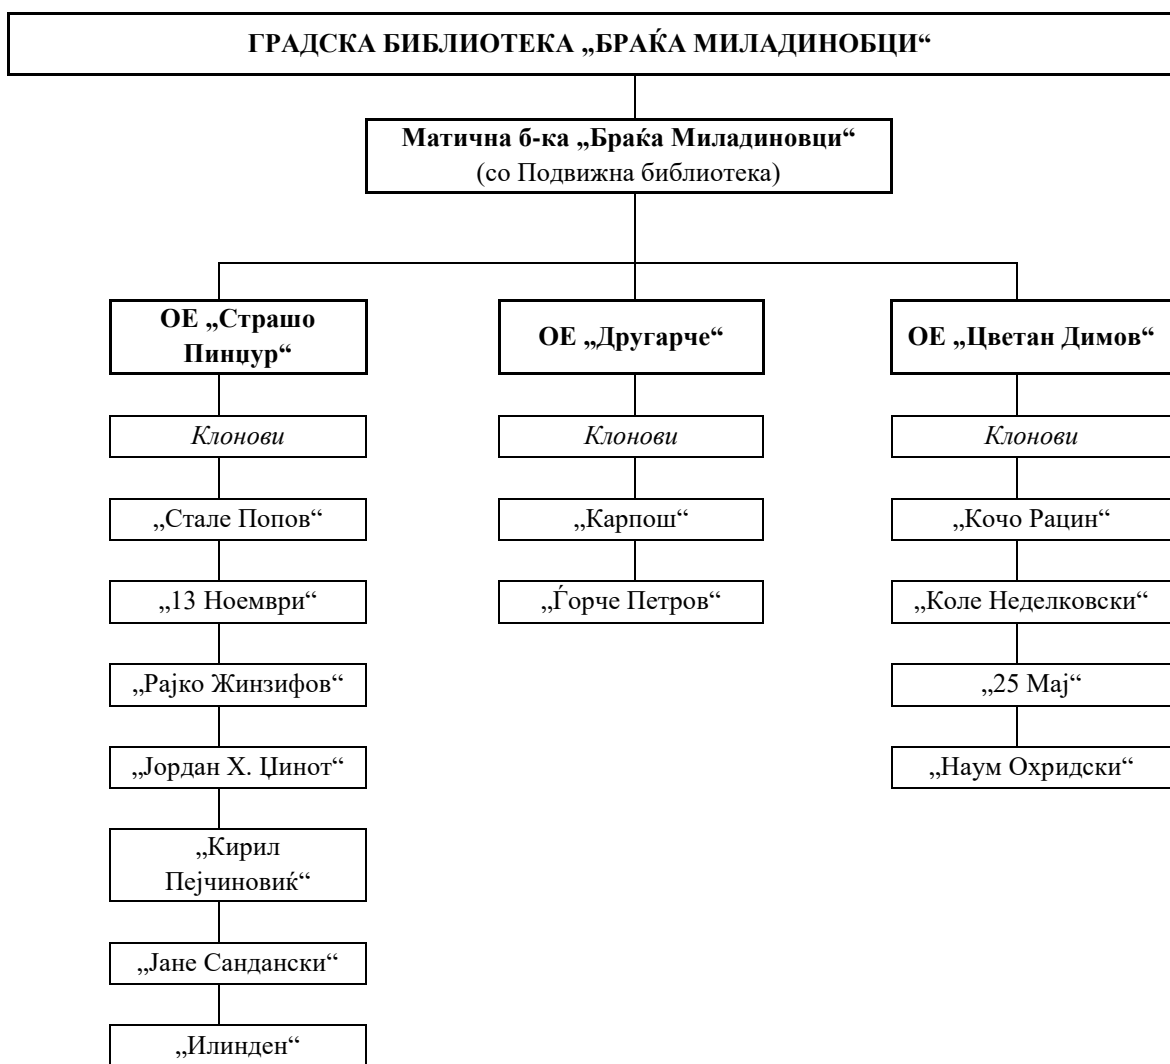 ГРАДСКА БИБЛИОТЕКА „БРАЌА МИЛАДИНОБЦИ“
Матична б-ка „Браќа Миладиновци“
(со Подвижна библиотека)
ОЕ „Страшо
Пинџур“
Клонови
„Стале Попов“
„13 Ноември“
„Рајко Жинзифов“
„Јордан Х. Џинот“
„Кирил
Пејчиновиќ“
„Јане Сандански“
„Илинден“
ОЕ „Другарче“
Клонови
„Карпош“
„Ѓорче Петров“
ОЕ „Цветан Димов“
Клонови
„Кочо Рацин“
„Коле Неделковски“
„25 Мај“
„Наум Охридски“